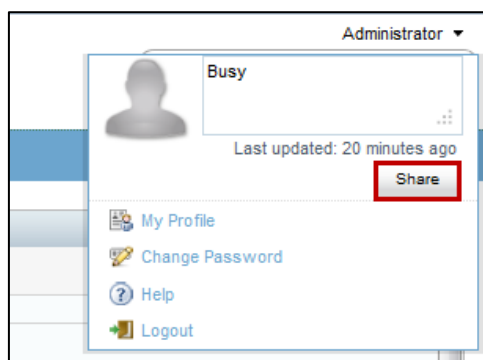 Administrator
Busy
Last updated: 20 minutes ago
Share
My Profile
Change Password
Help
Logout